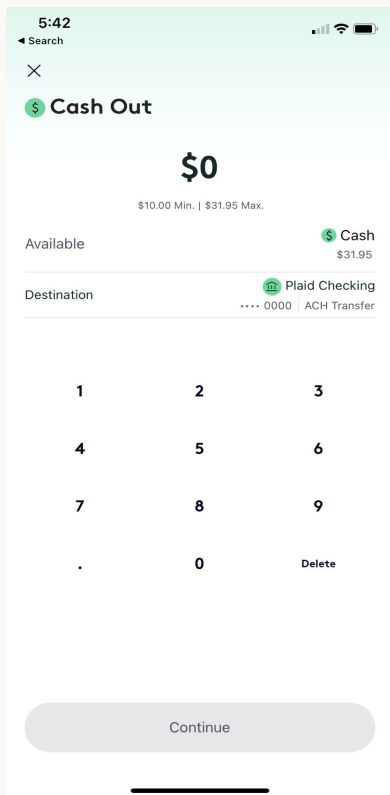 5:42
◀ Search
$ Cash Out
$0
$10.00 Min. | $31.95 Max.
Available
$ Cash
$31.95
Destination
Plaid Checking
•••• 0000 | ACH Transfer
1 2 3
4 5 6
7 8 9
. 0 Delete
Continue